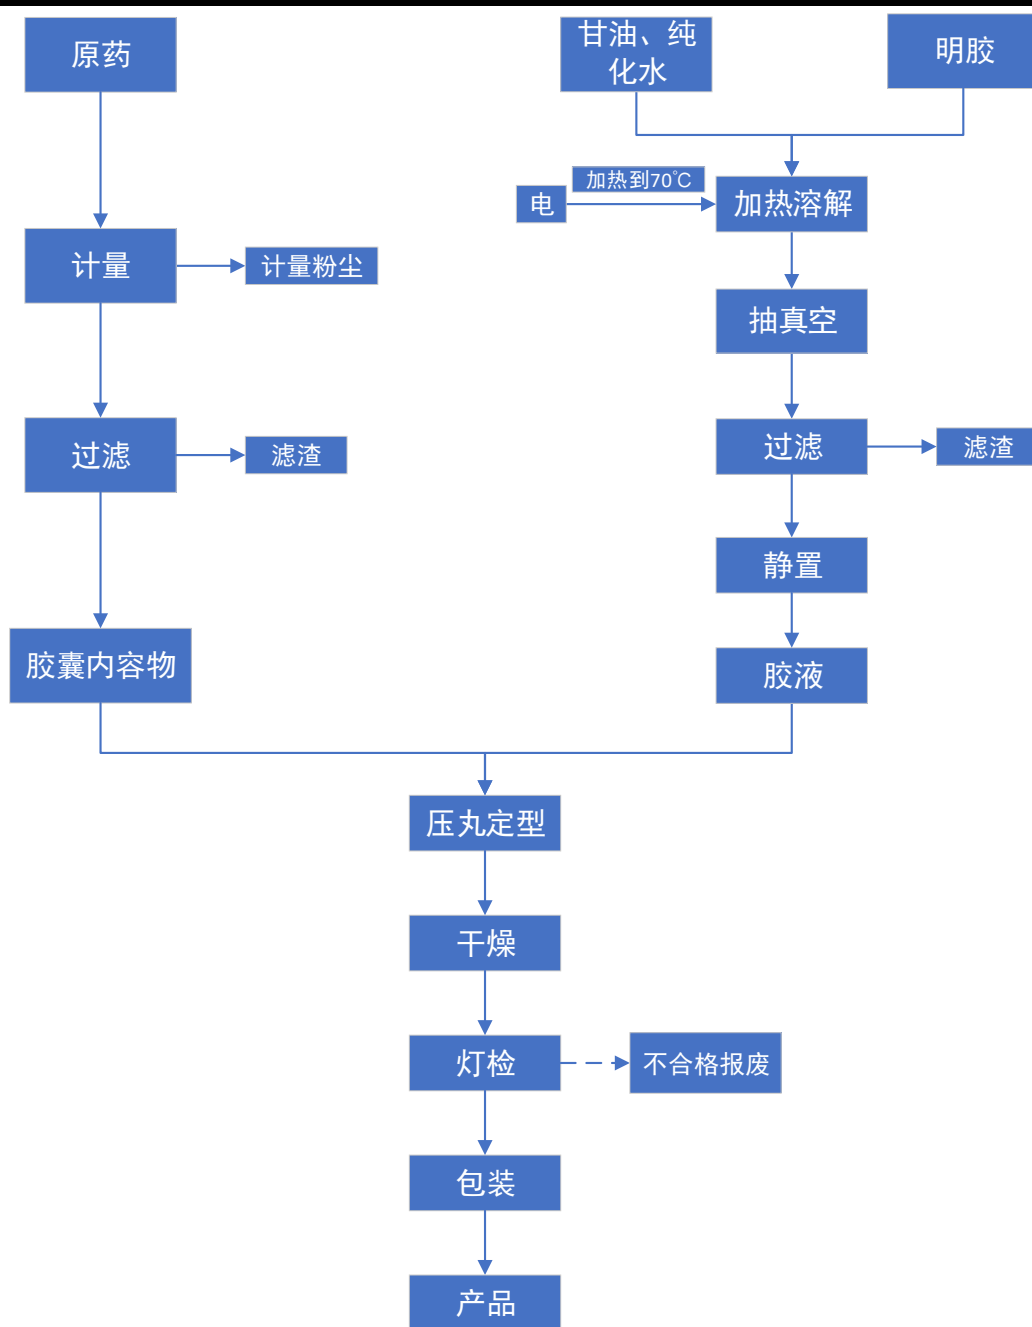 原药
甘油、纯
化水
明胶
加热到70℃
电
加热溶解
计量
计量粉尘
抽真空
过滤
滤渣
过滤
滤渣
静置
胶囊内容物
胶液
压丸定型
干燥
灯检
不合格报废
包装
产品